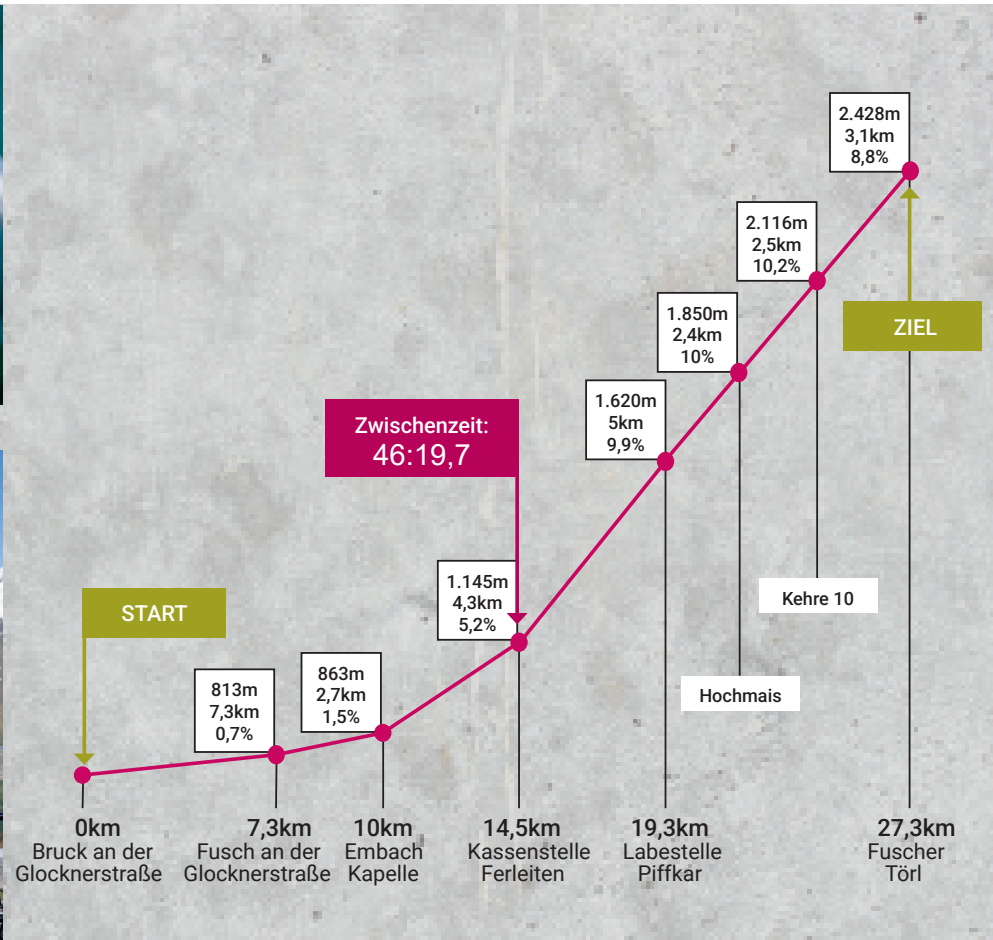 2.428m
3,1km
8,8%
2.116m
2,5km
10,2%
ZIEL
1.850m
2,4km
10%
1.620m
5km
9,9%
Zwischenzeit:
46:19,7
1.145m
4,3km
5,2%
START
Kehre 10
863m
2,7km
1,5%
813m
7,3km
0,7%
Hochmais
0km
Bruck an der
Glocknerstraße
7,3km
Fusch an der
Glocknerstraße
10km
Embach
Kapelle
14,5km
Kassenstelle
Ferleiten
19,3km
Labestelle
Piffkar
27,3km
Fuscher
Törl